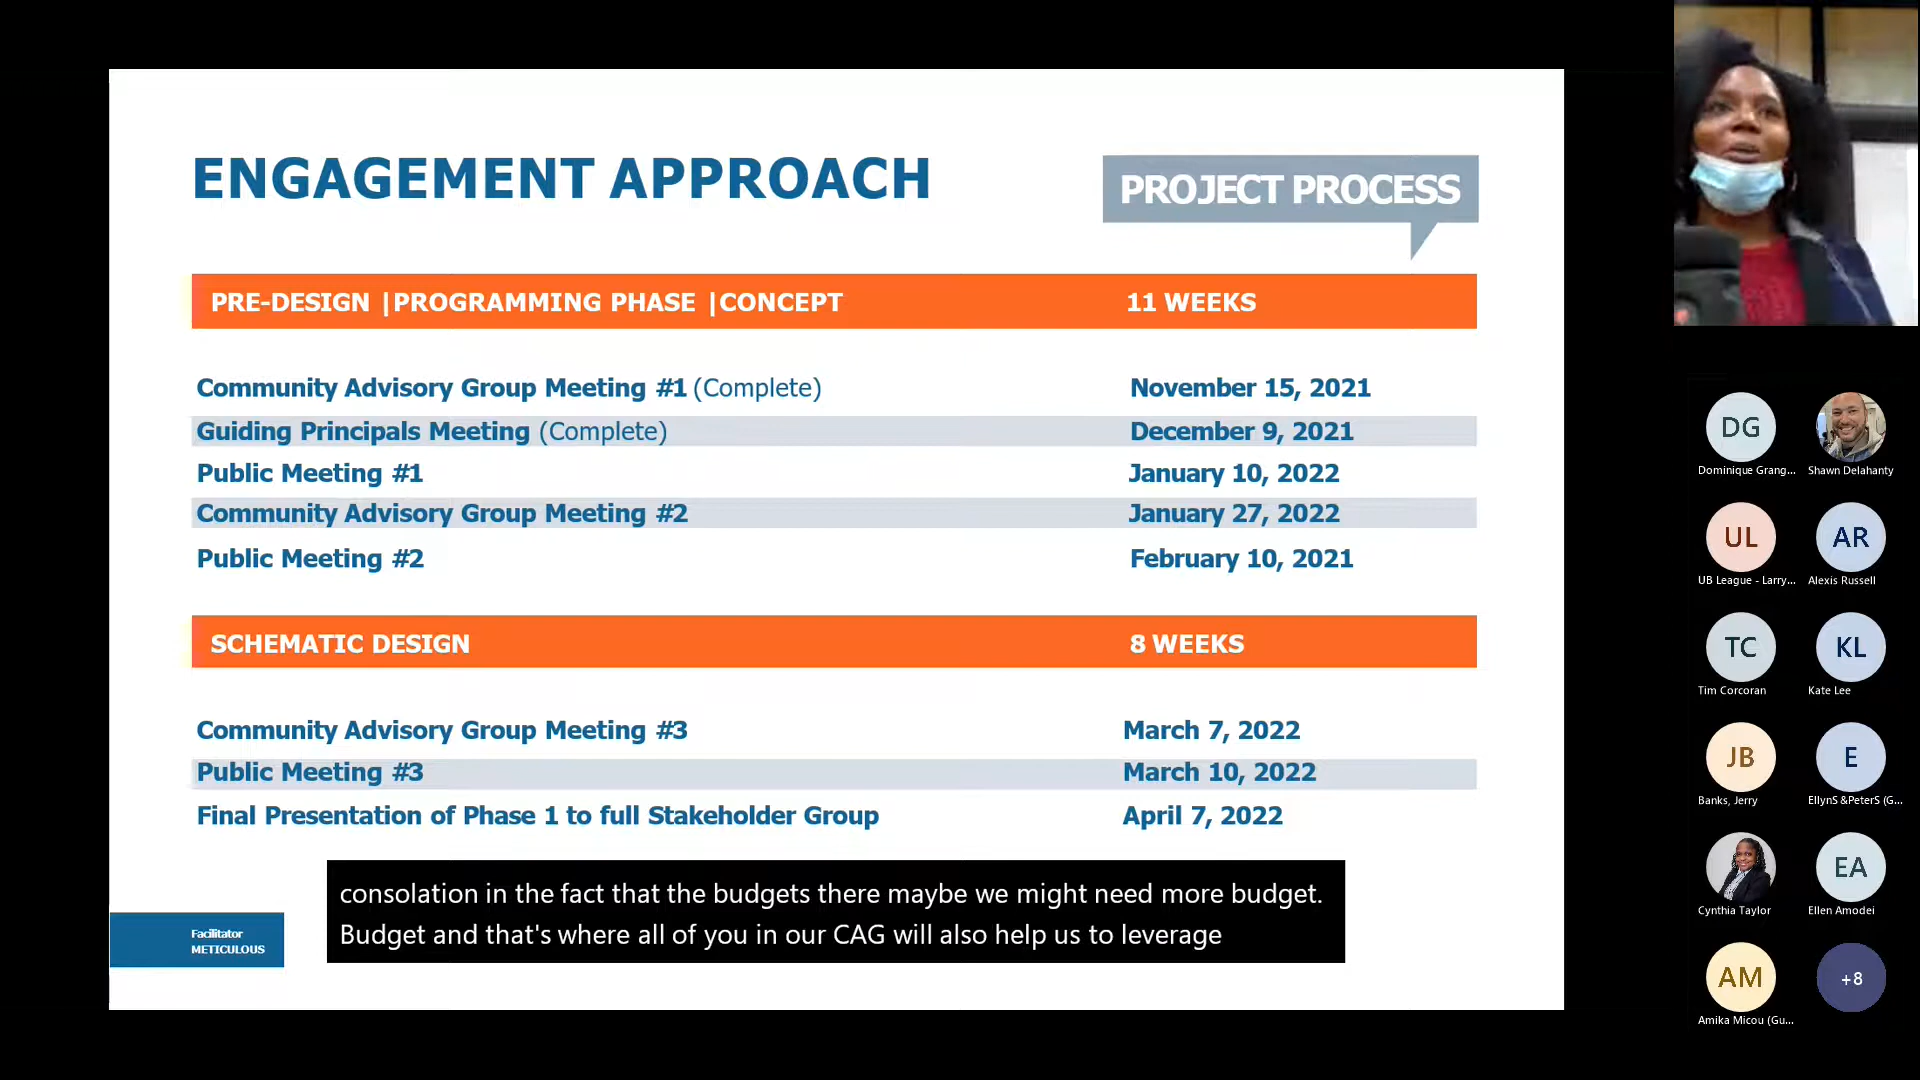 ENGAGEMENT APPROACH
PROJECT PROCESS
PRE-DESIGN |PROGRAMMING PHASE |CONCEPT 11 WEEKS
Community Advisory Group Meeting #1 (Complete) November 15, 2021
Guiding Principals Meeting (Complete) December 9, 2021
Public Meeting #1 January 10, 2022
Community Advisory Group Meeting #2 January 27, 2022
Public Meeting #2 February 10, 2021
SCHEMATIC DESIGN 8 WEEKS
Community Advisory Group Meeting #3 March 7, 2022
Public Meeting #3 March 10, 2022
Final Presentation of Phase 1 to full Stakeholder Group April 7, 2022
consolation in the fact that the budgets there maybe we might need more budget.
Budget and that's where all of you in our CAG will also help us to leverage
Facilitator
METICULOUS
DG
Dominique Grang...
Shawn Delahanty
UL
UB League - Larry...
AR
Alexis Russell
TC
Tim Corcoran
KL
Kate Lee
JB
Banks, Jerry
E
EllynS &PeterS (G...
Cynthia Taylor
EA
Ellen Amodei
AM
Amika Micou (Gu...
+8